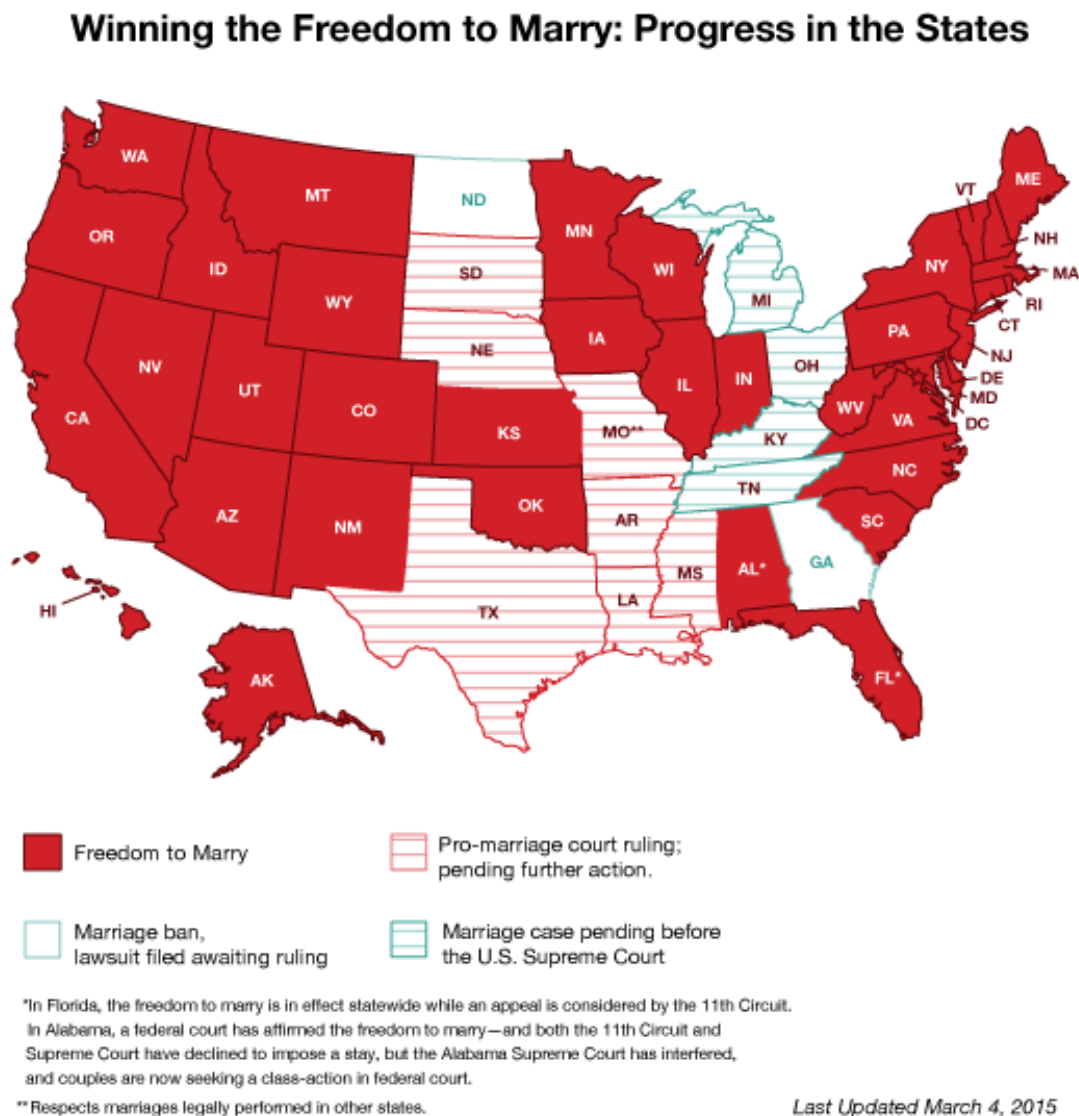 Winning the Freedom to Marry: Progress in the States
WA
MT
ND
MN
VT
ME
OR
ID
SD
WI
NY
NH
MA
WY
MI
RI
CT
NV
UT
CO
NE
IA
IL
IN
OH
PA
NJ
DE
MD
DC
CA
KS
MO**
KY
WV
VA
TN
NC
AZ
NM
OK
AR
SC
MS
AL*
GA
LA
TX
HI
AK
FL*
Freedom to Marry
Pro-marriage court ruling;
pending further action.
Marriage ban,
lawsuit filed awaiting ruling
Marriage case pending before
the U.S. Supreme Court
*In Florida, the freedom to marry is in effect statewide while an appeal is considered by the 11th Circuit.
In Alabama, a federal court has affirmed the freedom to marry—and both the 11th Circuit and
Supreme Court have declined to impose a stay, but the Alabama Supreme Court has interfered,
and couples are now seeking a class-action in federal court.
**Respects marriages legally performed in other states.
Last Updated March 4, 2015